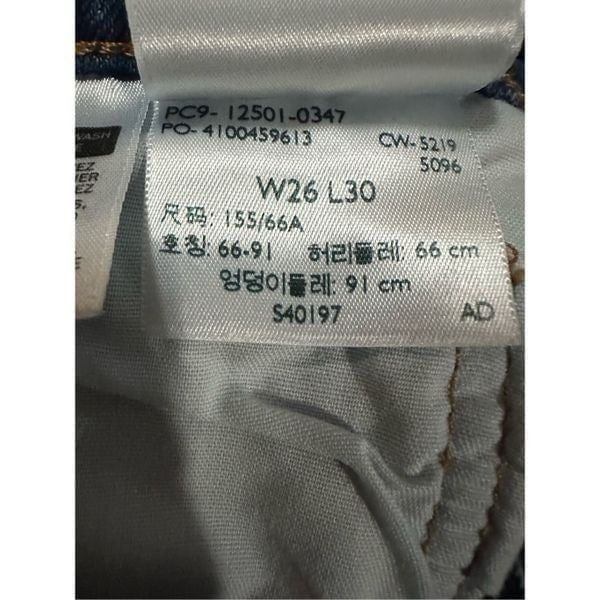 PC9- 12501-0347
PO- 4100459613
CW- 5219
5096
W26 L30
尺码: 155/66A
호칭: 66-91 허리둘레: 66 cm
엉덩이둘레: 91 cm
S40197 AD
WASH